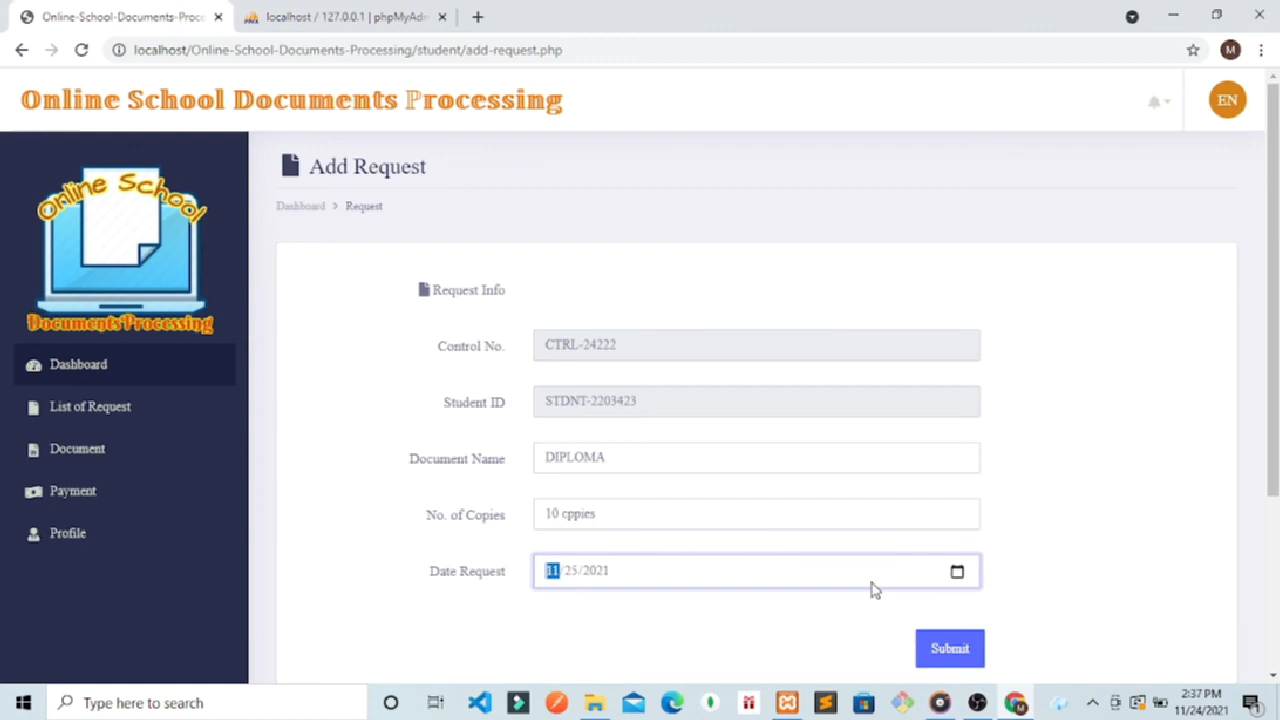 Online-School-Documents-Proce
localhost / 127.0.0.1 | phpMyAdm
localhost/Online-School-Documents-Processing/student/add-request.php
M
Online School Documents Processing
EN
Online School
Documents Processing
Dashboard
List of Request
Document
Payment
Profile
Add Request
Dashboard > Request
Request Info
Control No. CTRL-24222
Student ID STDNT-2203423
Document Name DIPLOMA
No. of Copies 10 cppies
Date Request 11/25/2021
Submit
Type here to search
2:37 PM
11/24/2021